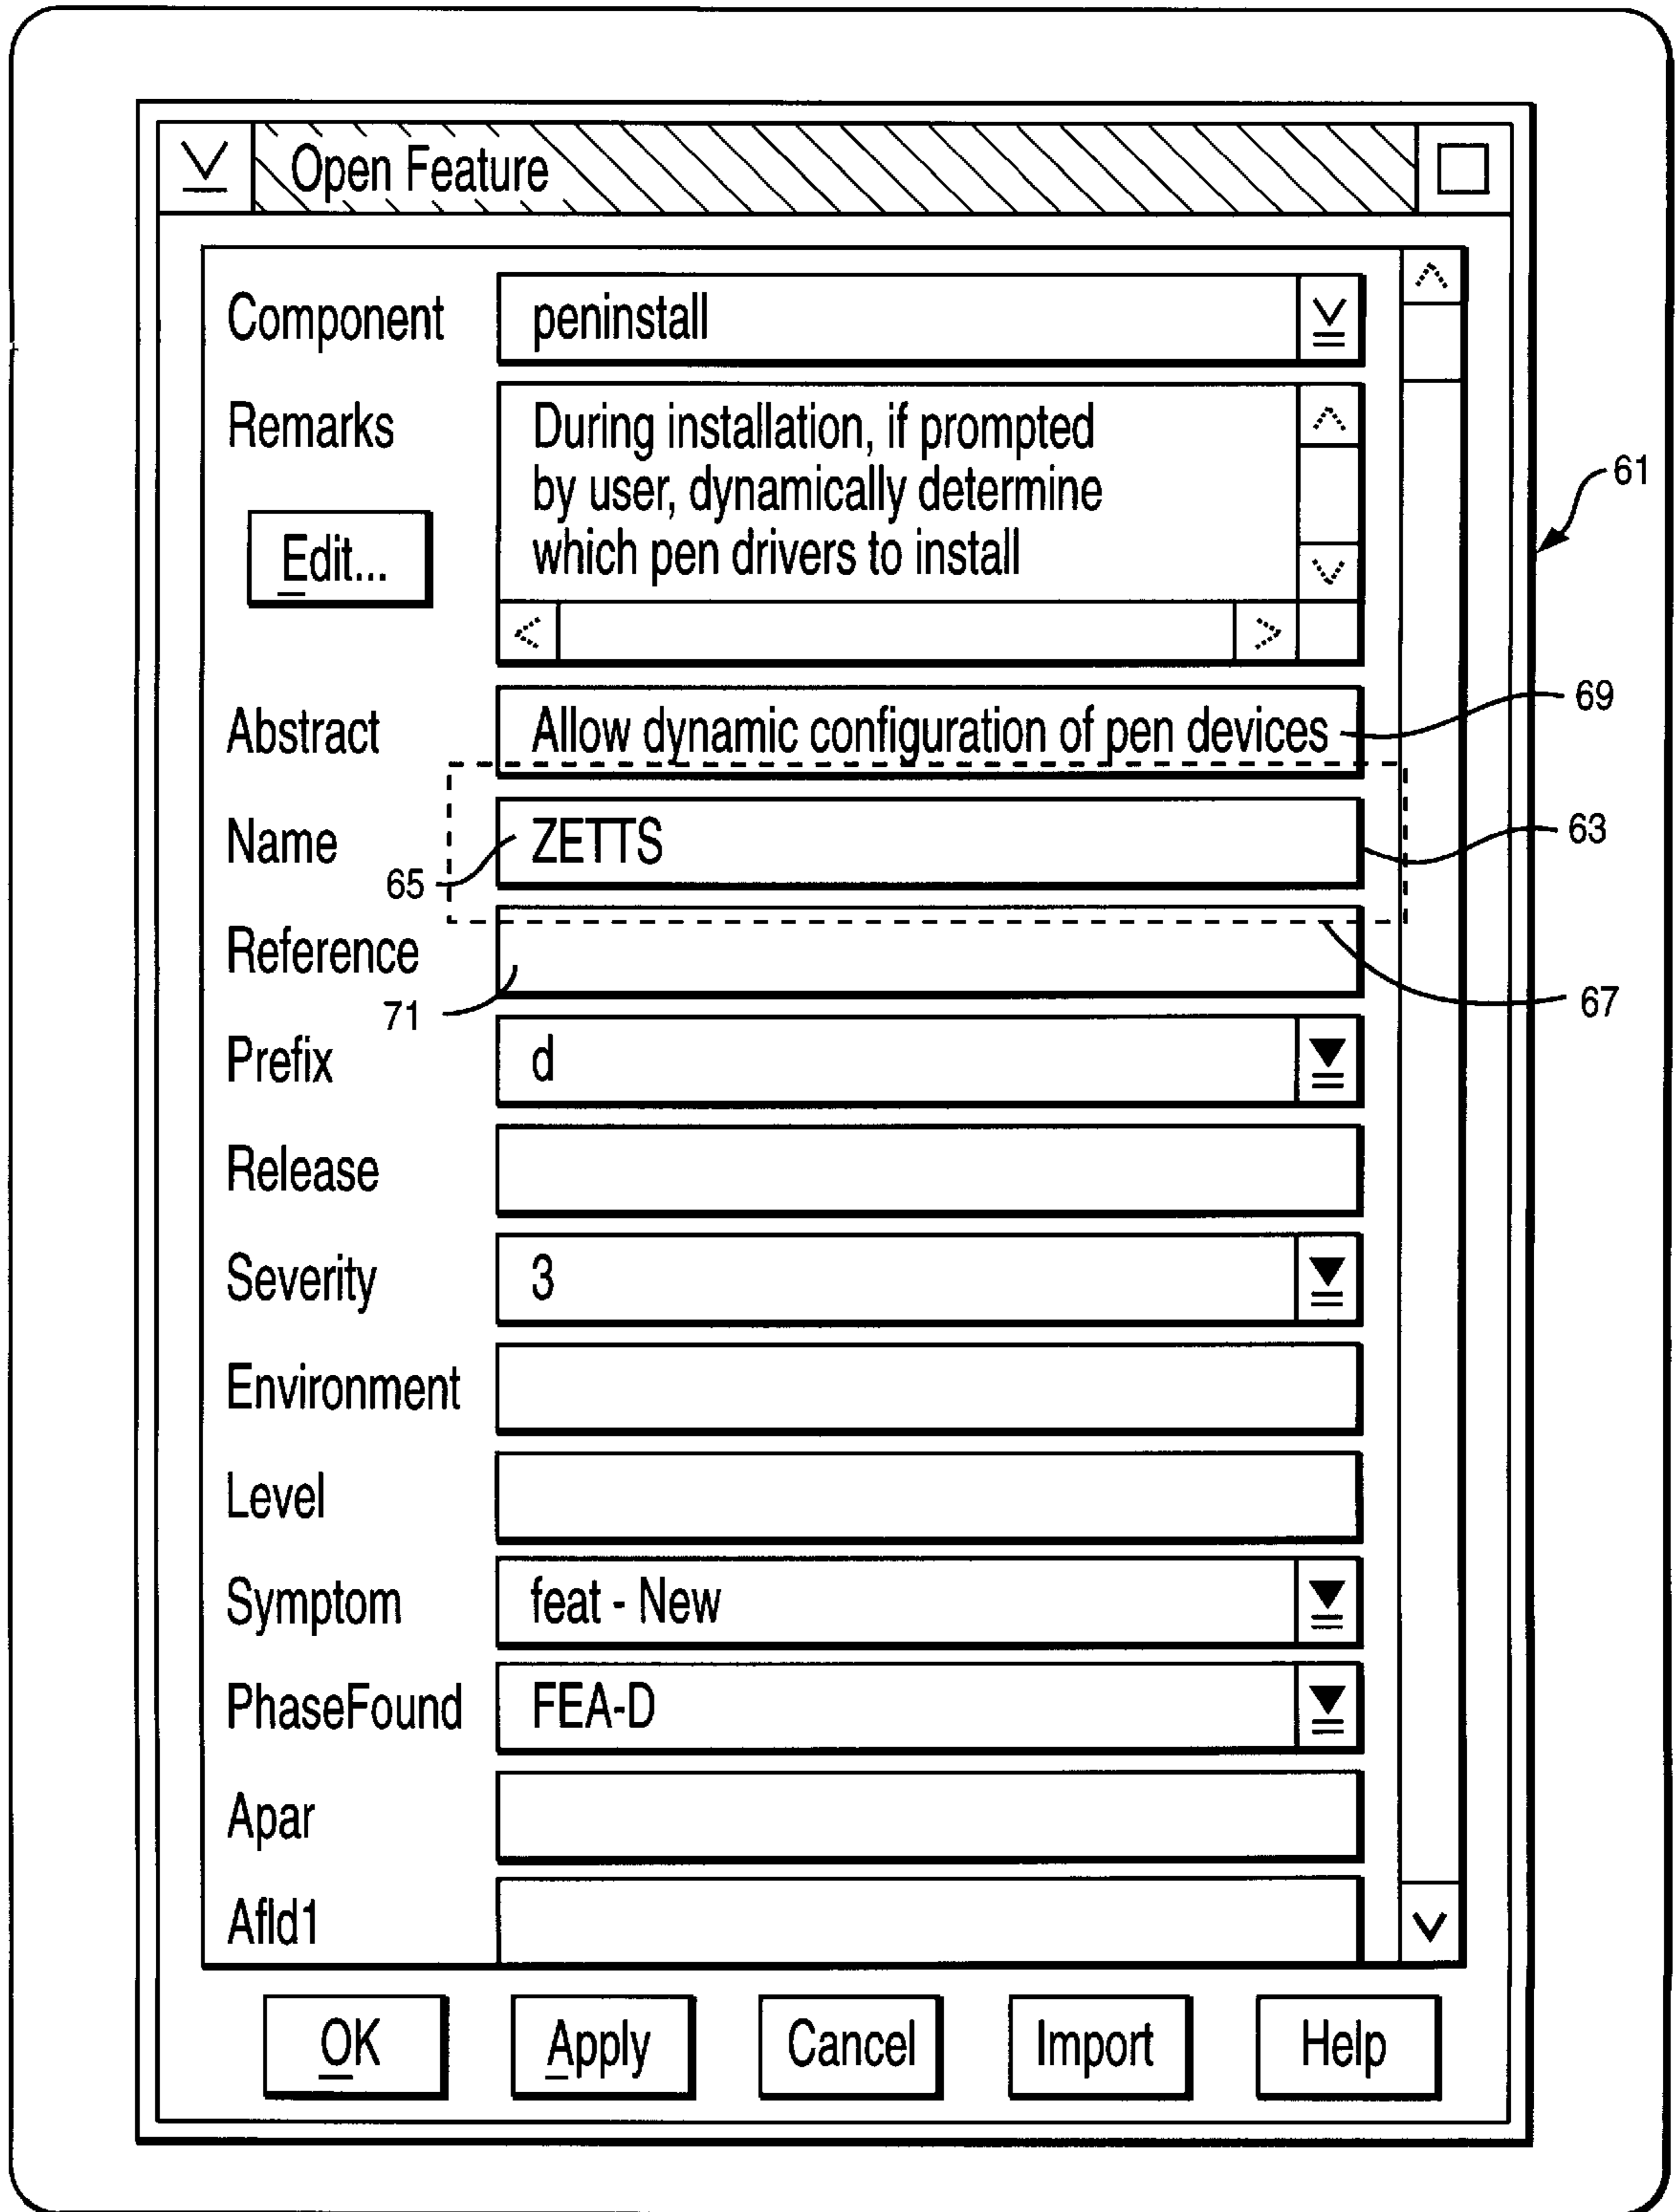 Open Feature
Component peninstall
Remarks During installation, if prompted
by user, dynamically determine
which pen drivers to install
61
Edit...
Abstract Allow dynamic configuration of pen devices
69
Name ZETTS
63
65
Reference
67
71
Prefix d
Release
Severity 3
Environment
Level
Symptom feat - New
PhaseFound FEA-D
Apar
Afld1
OK Apply Cancel Import Help